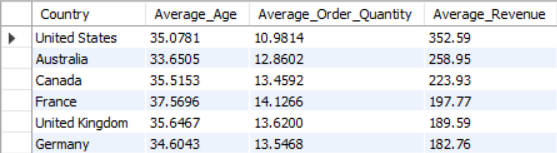 Country Average_Age Average_Order_Quantity Average_Revenue
United States 35.0781 10.9814 352.59
Australia 33.6505 12.8602 258.95
Canada 35.5153 13.4592 223.93
France 37.5696 14.1266 197.77
United Kingdom 35.6467 13.6200 189.59
Germany 34.6043 13.5468 182.76